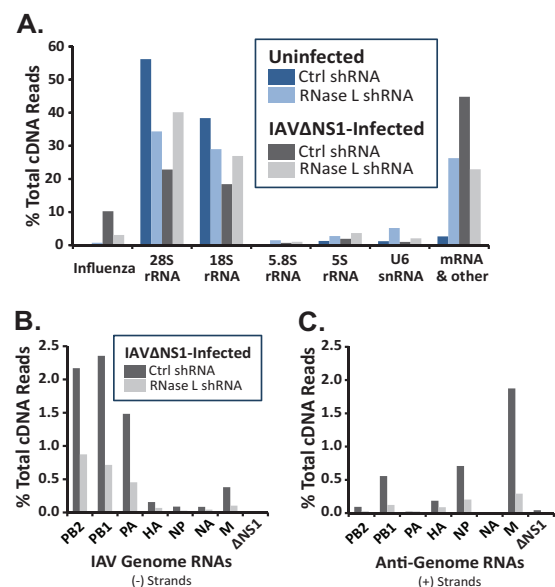 A.
% Total cDNA Reads
60
50
40
30
20
10
0
Uninfected
Ctrl shRNA
RNase L shRNA
IAVΔNS1-Infected
Ctrl shRNA
RNase L shRNA
Influenza
28S rRNA
18S rRNA
5.8S rRNA
5S rRNA
U6 snRNA
mRNA & other
B.
% Total cDNA Reads
2.5
2.0
1.5
1.0
0.5
0.0
IAVΔNS1-Infected
Ctrl shRNA
RNase L shRNA
PB2
PB1
PA
HA
NP
NA
M
ΔNS1
IAV Genome RNAs
(-) Strands
C.
% Total cDNA Reads
2.5
2.0
1.5
1.0
0.5
0.0
PB2
PB1
PA
HA
NP
NA
M
ΔNS1
Anti-Genome RNAs
(+) Strands